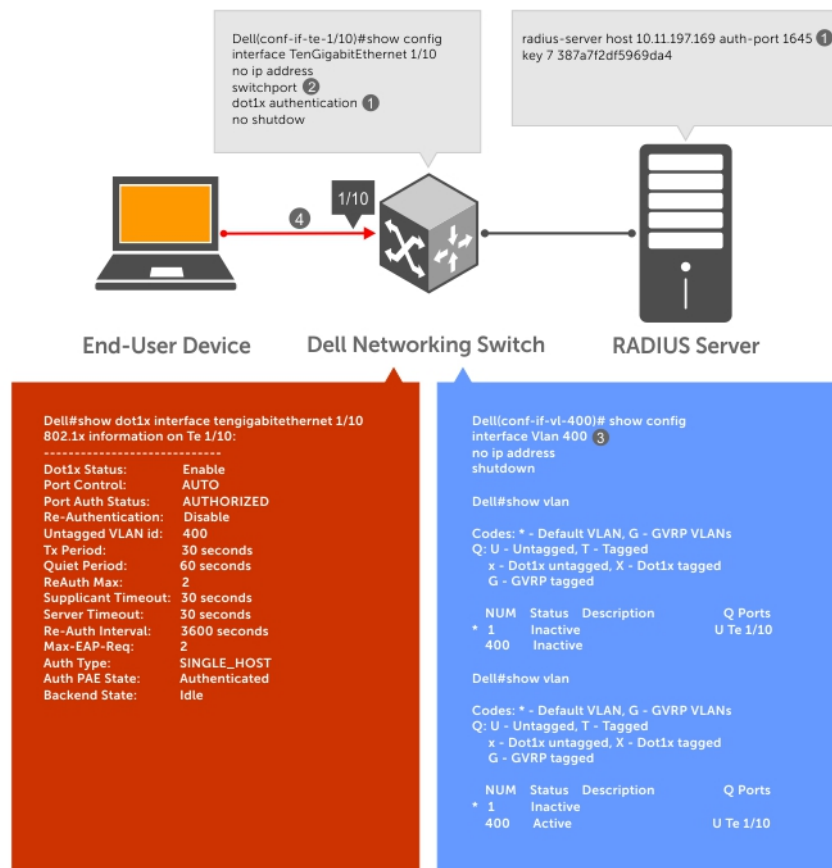 Dell(conf-if-te-1/10)#show config
interface TenGigabitEthernet 1/10
no ip address
switchport 2
dot1x authentication 1
no shutdow
radius-server host 10.11.197.169 auth-port 1645 1
key 7 387a7f2df5969da4
1/10
4
End-User Device
Dell Networking Switch
RADIUS Server
Dell#show dot1x interface tengigabitethernet 1/10
802.1x information on Te 1/10:
-----------------------------
Dot1x Status: Enable
Port Control: AUTO
Port Auth Status: AUTHORIZED
Re-Authentication: Disable
Untagged VLAN id: 400
Tx Period: 30 seconds
Quiet Period: 60 seconds
ReAuth Max: 2
Supplicant Timeout: 30 seconds
Server Timeout: 30 seconds
Re-Auth Interval: 3600 seconds
Max-EAP-Req: 2
Auth Type: SINGLE_HOST
Auth PAE State: Authenticated
Backend State: Idle
Dell(conf-if-vl-400)# show config
interface Vlan 400 3
no ip address
shutdown
Dell#show vlan
Codes: * - Default VLAN, G - GVRP VLANs
Q: U - Untagged, T - Tagged
x - Dot1x untagged, X - Dot1x tagged
G - GVRP tagged
NUM Status Description Q Ports
* 1 Inactive U Te 1/10
400 Inactive
Dell#show vlan
Codes: * - Default VLAN, G - GVRP VLANs
Q: U - Untagged, T - Tagged
x - Dot1x untagged, X - Dot1x tagged
G - GVRP tagged
NUM Status Description Q Ports
* 1 Inactive
400 Active U Te 1/10